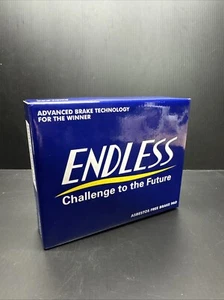 ADVANCED BRAKE TECHNOLOGY
FOR THE WINNER
ENDLESS
Challenge to the Future
ASBESTOS FREE BRAKE PAD